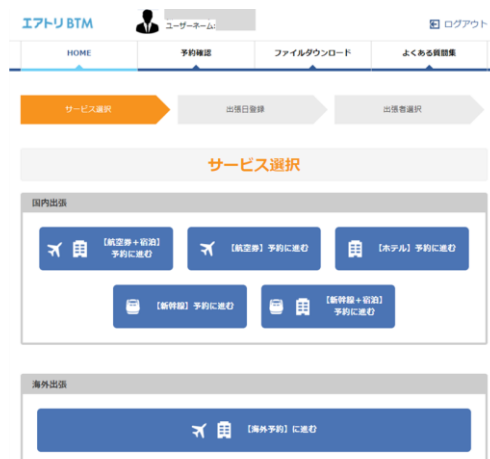 エアトリ BTM
ユーザーネーム:
ログアウト
HOME
予約確認
ファイルダウンロード
よくある質問集
サービス選択
出張日登録
出張者選択
サービス選択
国内出張
【航空券+宿泊】
予約に進む
【航空券】予約に進む
【ホテル】予約に進む
【新幹線】予約に進む
【新幹線+宿泊】
予約に進む
海外出張
【海外予約】に進む